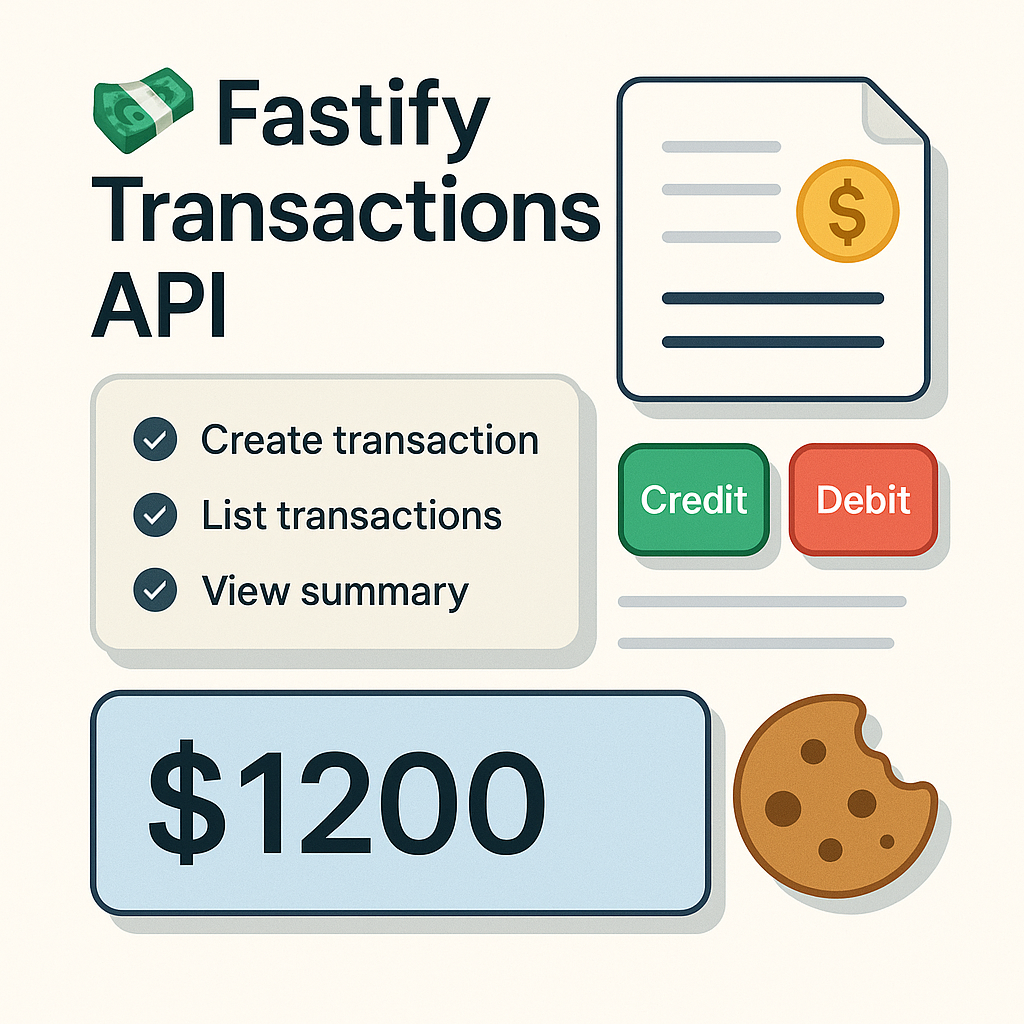 Fastify
Transactions
API
Create transaction
List transactions
View summary
$
Credit
Debit
$1200